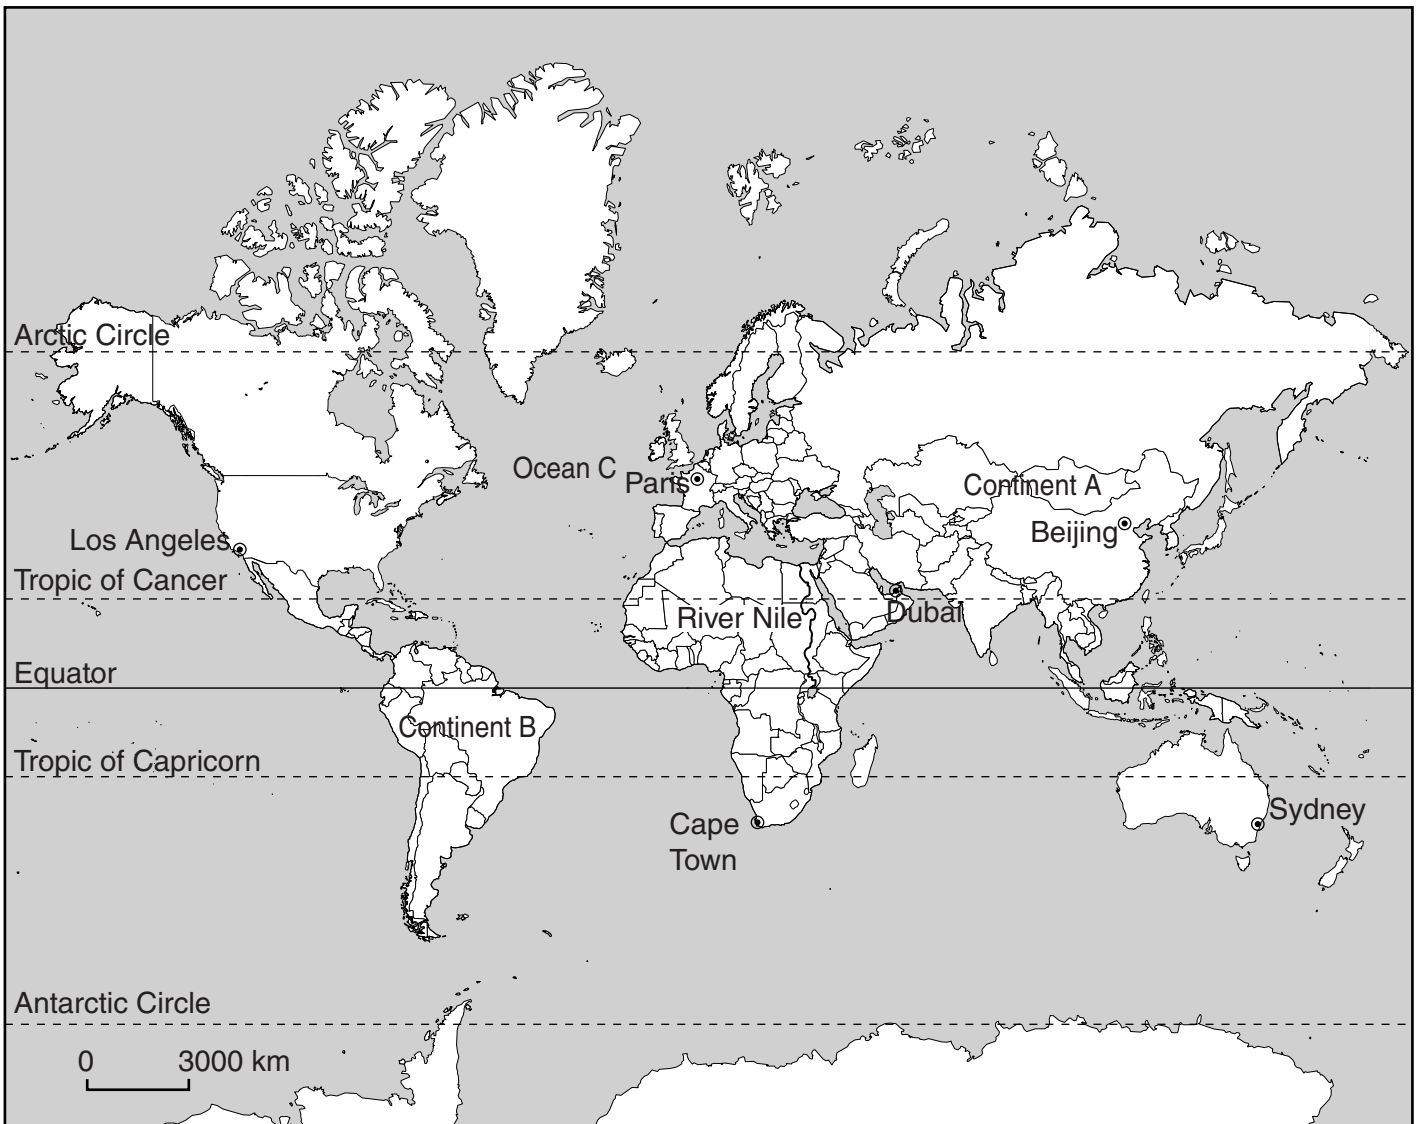 Arctic Circle
Ocean C
Paris
Continent A
Beijing
Los Angeles
Tropic of Cancer
River Nile
Dubai
Equator
Continent B
Tropic of Capricorn
Cape
Town
Sydney
Antarctic Circle
0 3000 km